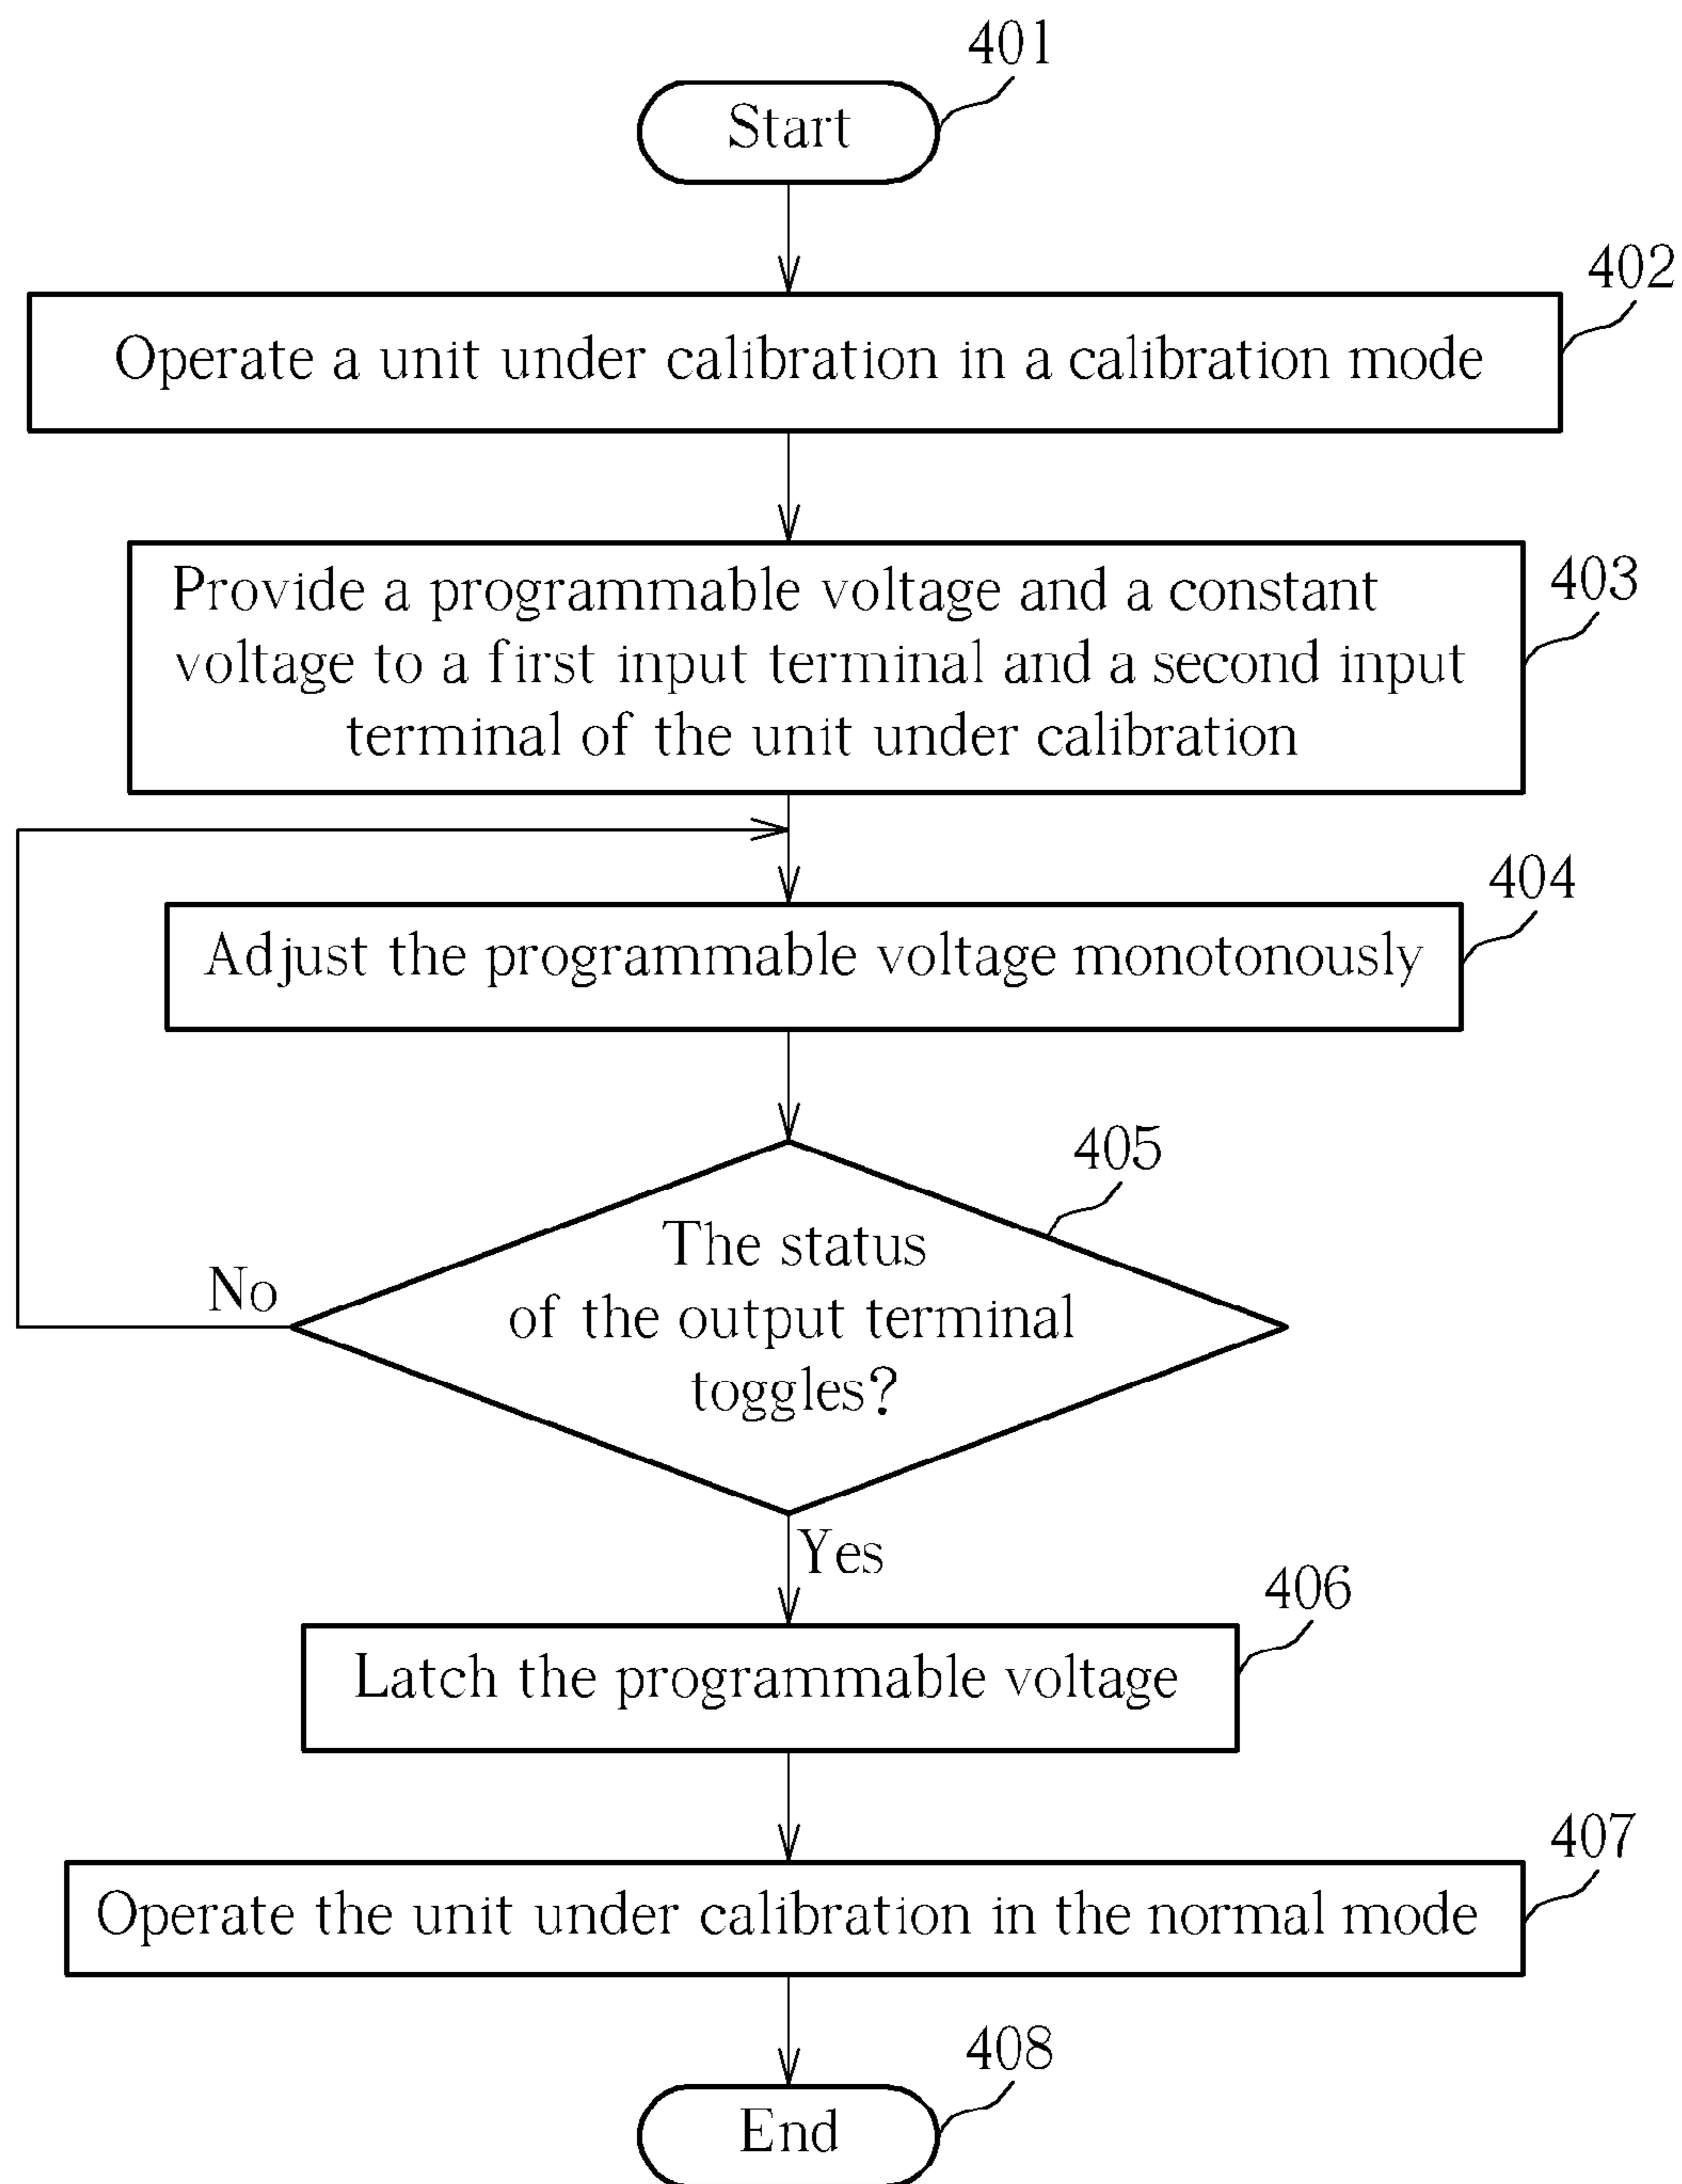 401
Start
402
Operate a unit under calibration in a calibration mode
403
Provide a programmable voltage and a constant
voltage to a first input terminal and a second input
terminal of the unit under calibration
404
Adjust the programmable voltage monotonously
405
The status
of the output terminal
toggles?
No
Yes
406
Latch the programmable voltage
407
Operate the unit under calibration in the normal mode
408
End